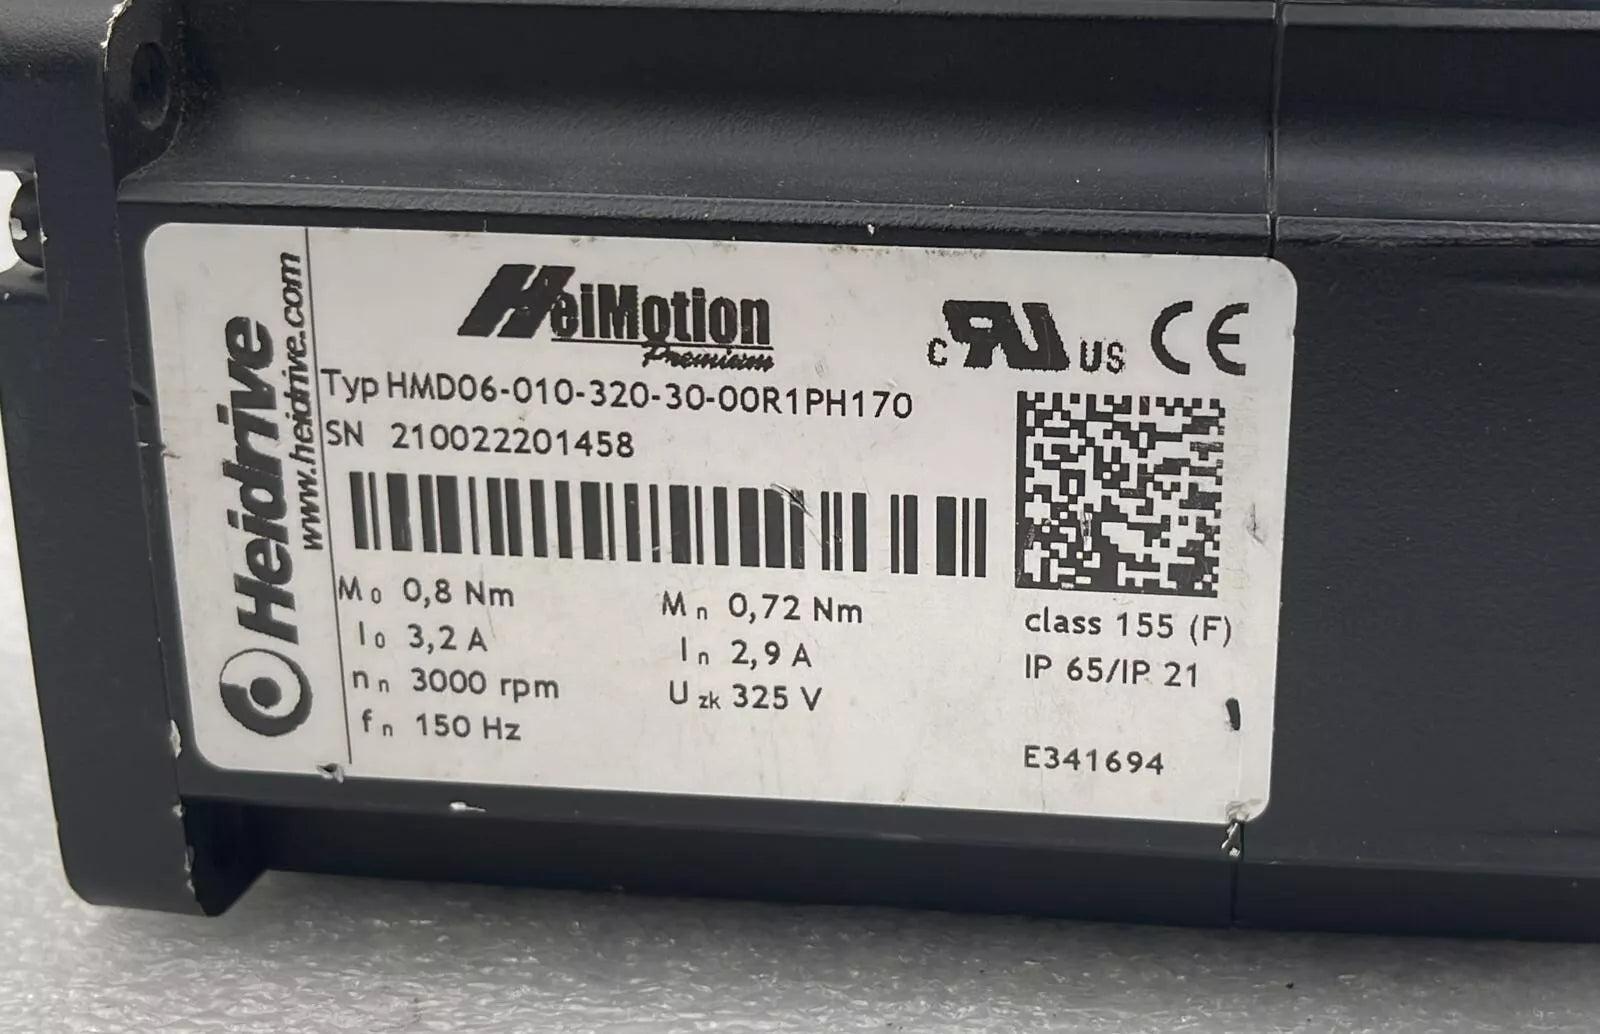 Heidrive
www.heidrive.com
HeiMotion
Premium
c RU US CE
Typ HMD06-010-320-30-00R1PH170
SN 210022201458
M0 0,8 Nm
I0 3,2 A
nn 3000 rpm
fn 150 Hz
Mn 0,72 Nm
In 2,9 A
Uzk 325 V
class 155 (F)
IP 65/IP 21
E341694